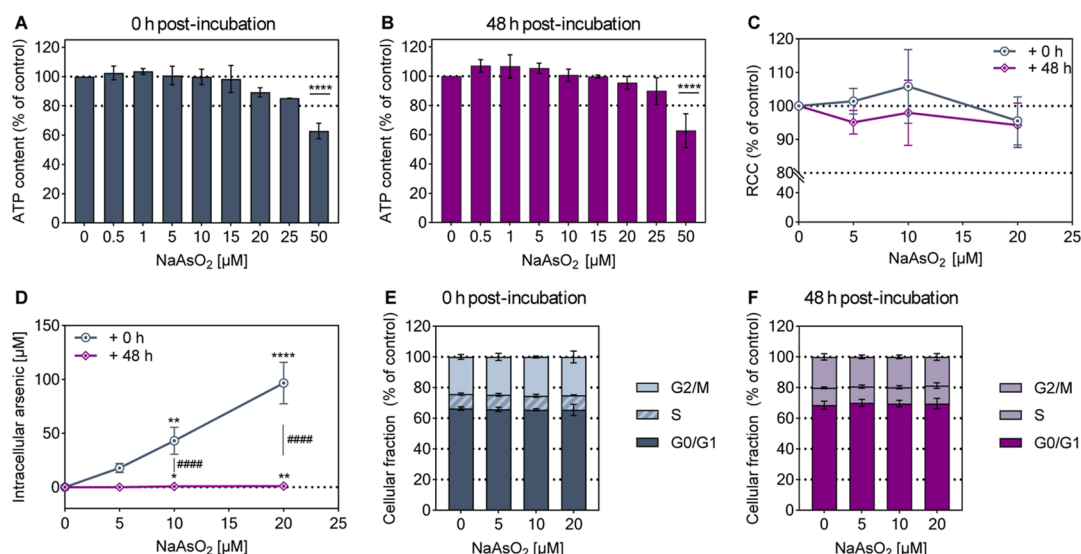 A
0 h post-incubation
ATP content (% of control)
120
100
80
60
40
20
0
****
0 0.5 1 5 10 15 20 25 50
NaAsO₂ [µM]
B
48 h post-incubation
ATP content (% of control)
120
100
80
60
40
20
0
****
0 0.5 1 5 10 15 20 25 50
NaAsO₂ [µM]
C
RCC (% of control)
120
110
100
90
80
40
0
+ 0 h
+ 48 h
0 5 10 15 20 25
NaAsO₂ [µM]
D
Intracellular arsenic [µM]
150
100
50
0
+ 0 h
+ 48 h
**
####
*
****
####
**
0 5 10 15 20 25
NaAsO₂ [µM]
E
0 h post-incubation
Cellular fraction (% of control)
120
100
80
60
40
20
0
0 5 10 20
NaAsO₂ [µM]
G2/M
S
G0/G1
F
48 h post-incubation
Cellular fraction (% of control)
120
100
80
60
40
20
0
0 5 10 20
NaAsO₂ [µM]
G2/M
S
G0/G1